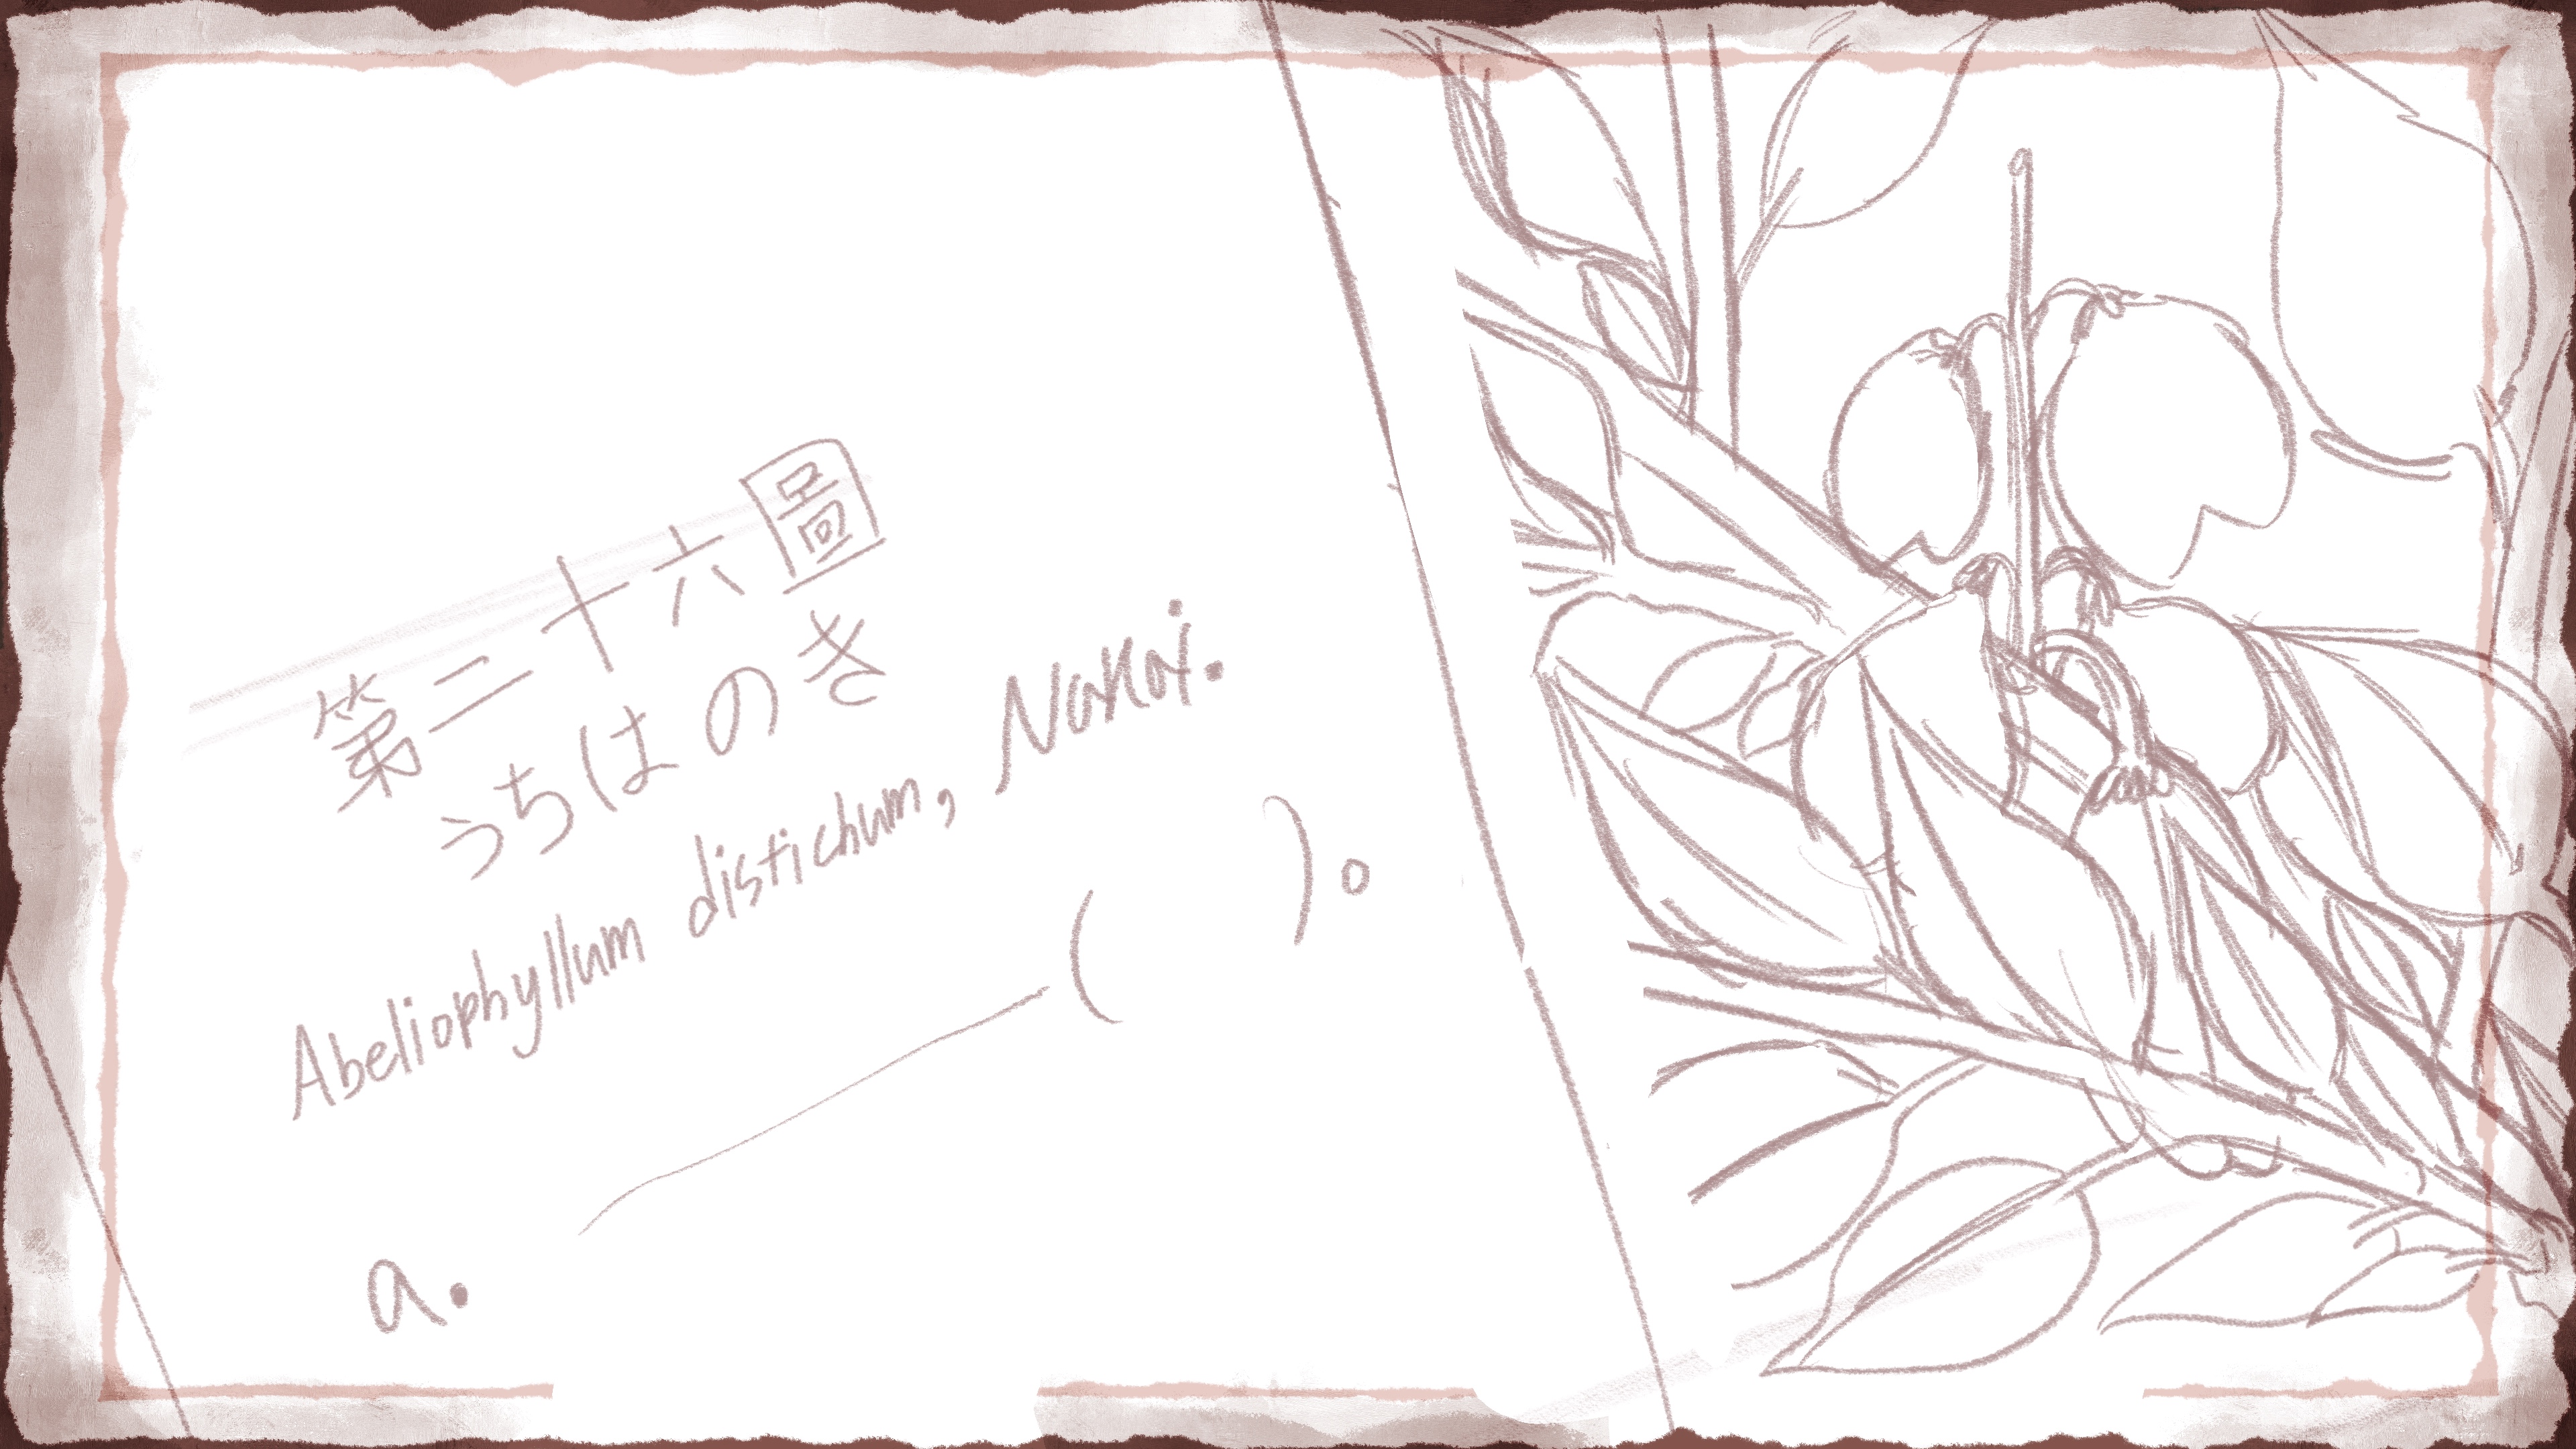 第二十六圖
うちはのき
Abeliophyllum distichum, Nakai.
a. ( )。